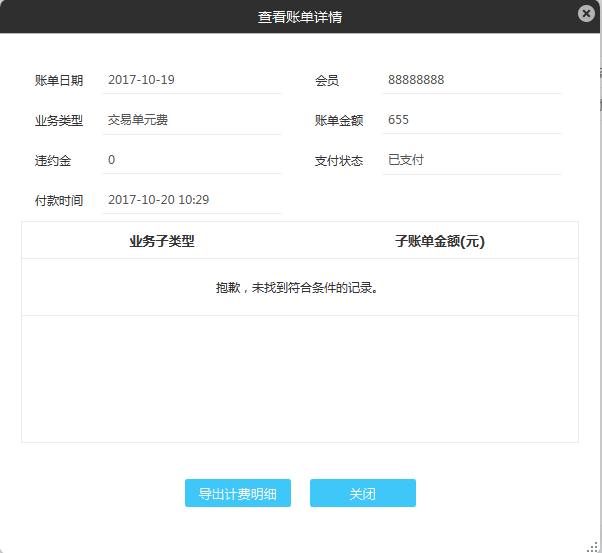 查看账单详情
账单日期 2017-10-19 会员 88888888
业务类型 交易单元费 账单金额 655
违约金 0 支付状态 已支付
付款时间 2017-10-20 10:29
业务子类型 子账单金额(元)
抱歉，未找到符合条件的记录。
导出计费明细 关闭